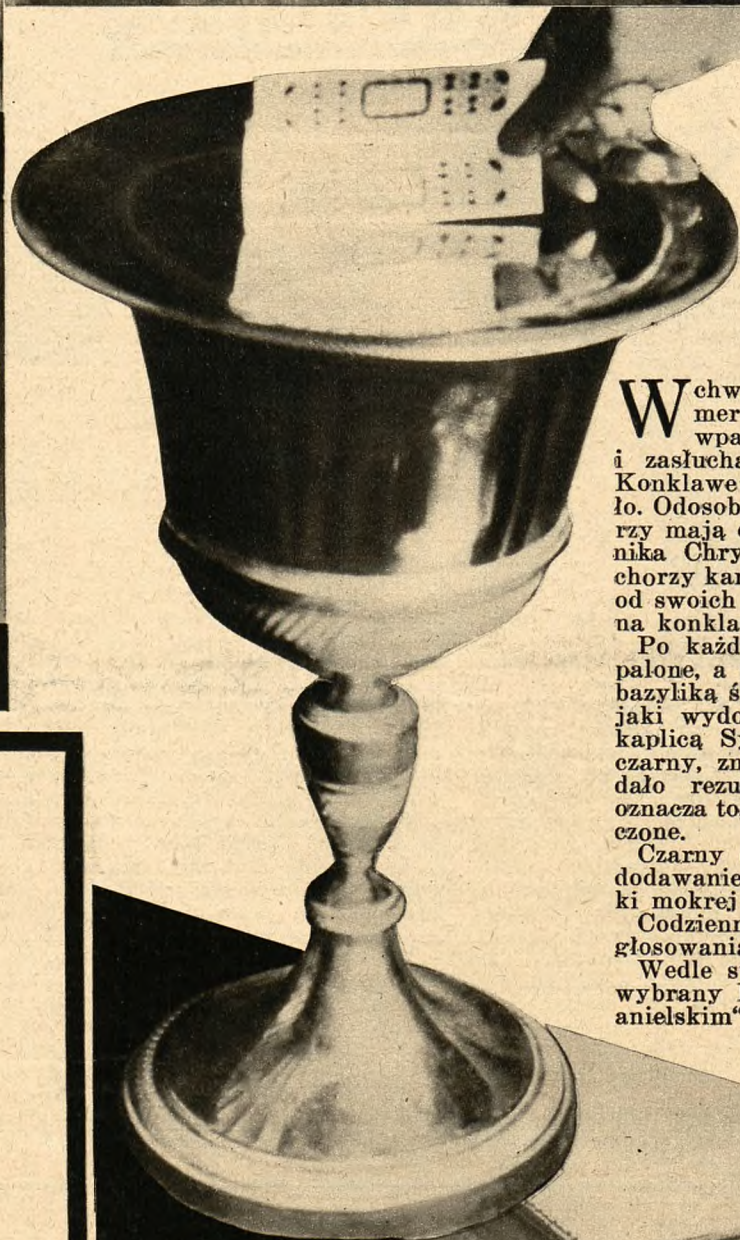 W chw
mer
wpa
i zasłucha
Konklawe
ło. Odosob
rzy mają
nika Chry
chorzy kar
od swoich
na konkla
Po każd
palone, a
bazyliką ś
jaki wydo
kaplicą S
czarny, zn
dało rezu
oznacza to
czone.
Czarny
dodawanie
ki mokrej
Codzienn
głosowania
Wedle s
wybrany
anielskim“